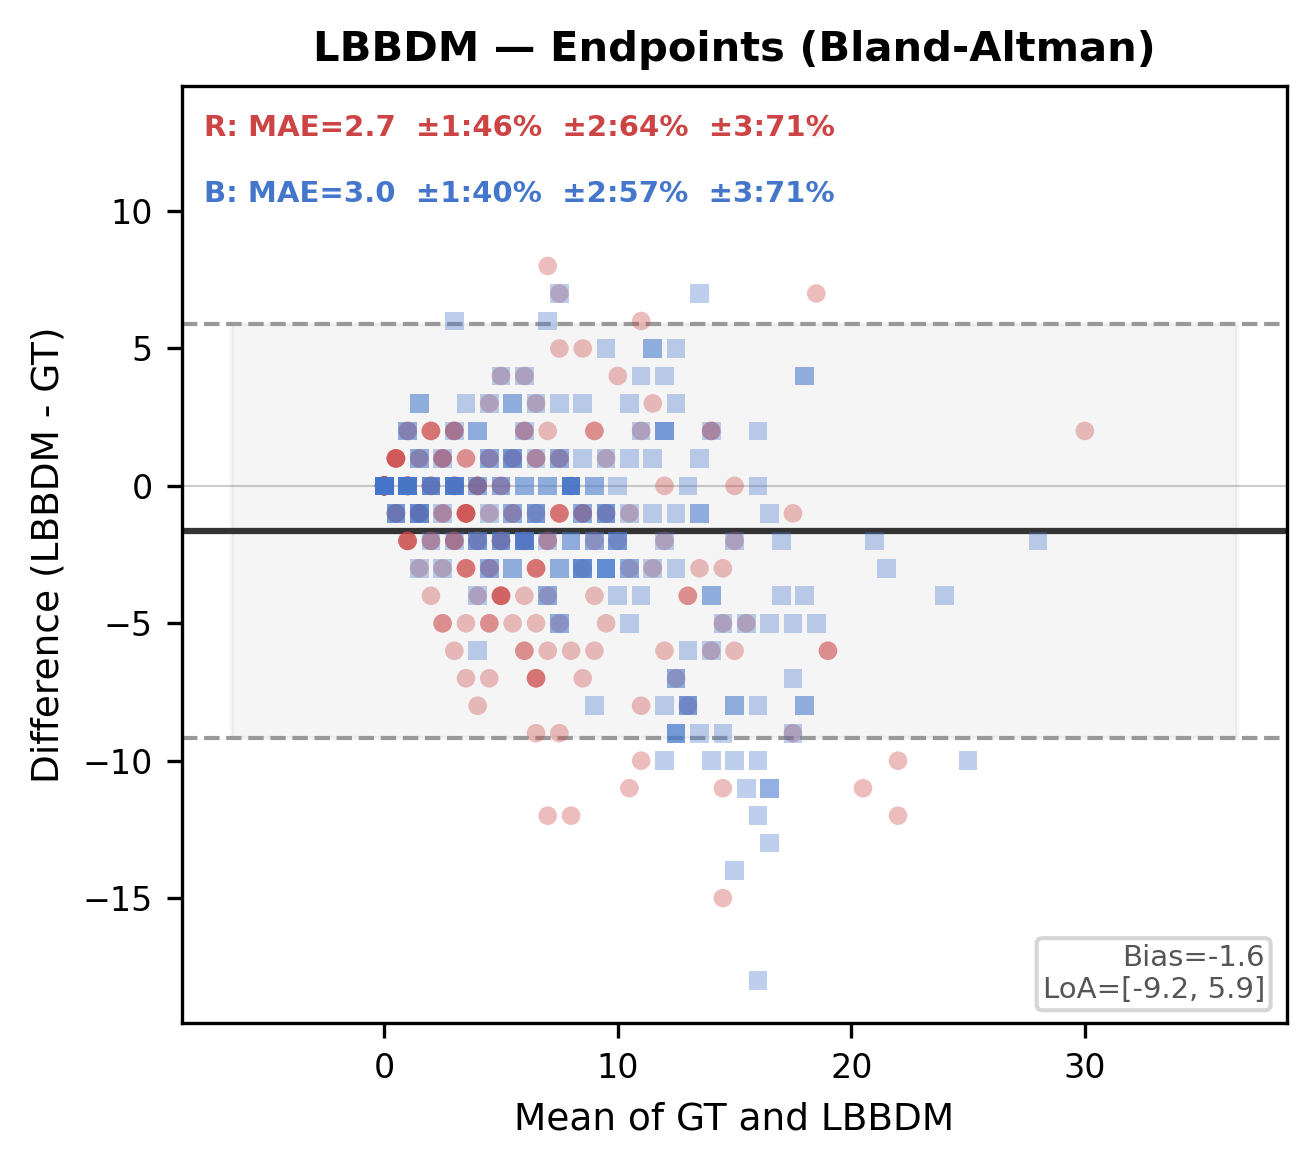 LBBDM — Endpoints (Bland-Altman)
R: MAE=2.7 ±1:46% ±2:64% ±3:71%
B: MAE=3.0 ±1:40% ±2:57% ±3:71%
10
5
0
−5
−10
−15
Difference (LBBDM - GT)
Bias=-1.6
LoA=[-9.2, 5.9]
0 10 20 30
Mean of GT and LBBDM